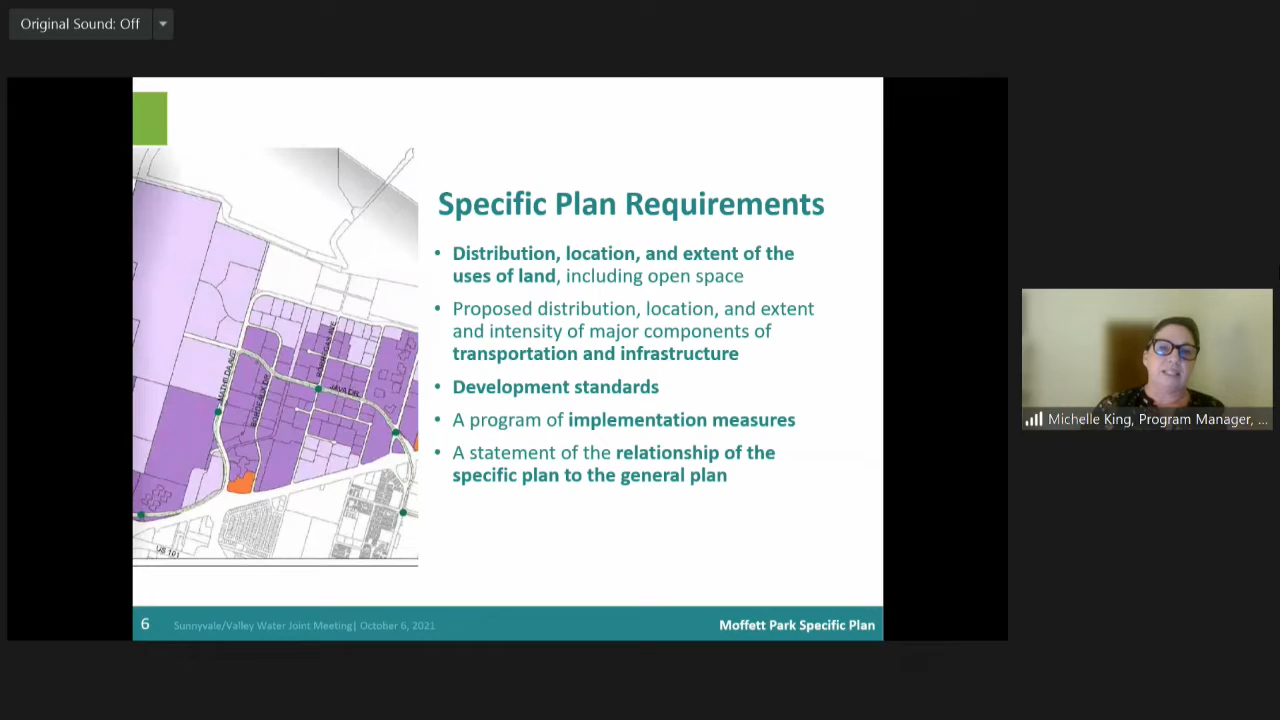 Original Sound: Off
Specific Plan Requirements
• Distribution, location, and extent of the
uses of land, including open space
• Proposed distribution, location, and extent
and intensity of major components of
transportation and infrastructure
• Development standards
• A program of implementation measures
• A statement of the relationship of the
specific plan to the general plan
JAVA DR
US 101
Michelle King, Program Manager, ...
6
Sunnyvale/Valley Water Joint Meeting| October 6, 2021
Moffett Park Specific Plan